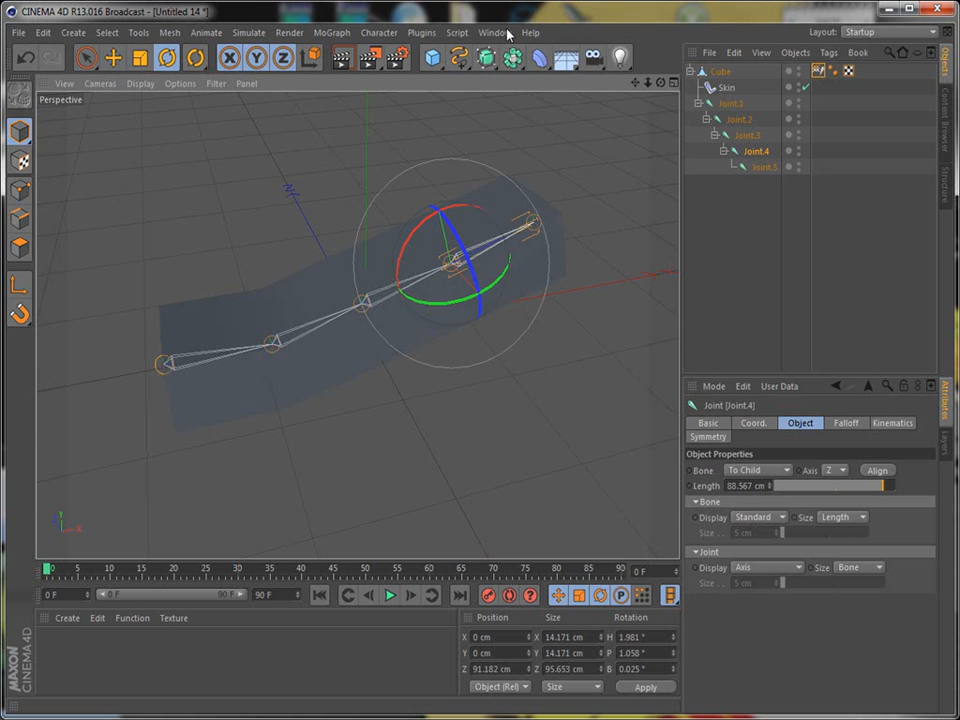 CINEMA 4D R13.016 Broadcast - [Untitled 14 *]
File Edit Create Select Tools Mesh Animate Simulate Render MoGraph Character Plugins Script Window Help
Layout: Startup
X Y Z
File Edit View Objects Tags Book
View Cameras Display Options Filter Panel
Perspective
Cube
Skin
Joint.1
Joint.2
Joint.3
Joint.4
Joint.5
Objects
Content Browser
Structure
Z
X
Y
X
Mode Edit User Data
Joint [Joint.4]
Basic Coord. Object Falloff Kinematics
Symmetry
Object Properties
Bone To Child Axis Z Align
Length 88.567 cm
Bone
Display Standard Size Length
Size . . 5 cm
Joint
Display Axis Size Bone
Size . . 5 cm
Attributes
Layers
0 5 10 15 20 25 30 35 40 45 50 55 60 65 70 75 80 85 90 0 F
0 F 0 F 90 F 90 F
P
Create Edit Function Texture
Position Size Rotation
X 0 cm X 14.171 cm H 1.981 °
Y 0 cm Y 14.171 cm P 1.058 °
Z 91.182 cm Z 95.653 cm B 0.025 °
Object (Rel) Size Apply
MAXON
CINEMA 4D